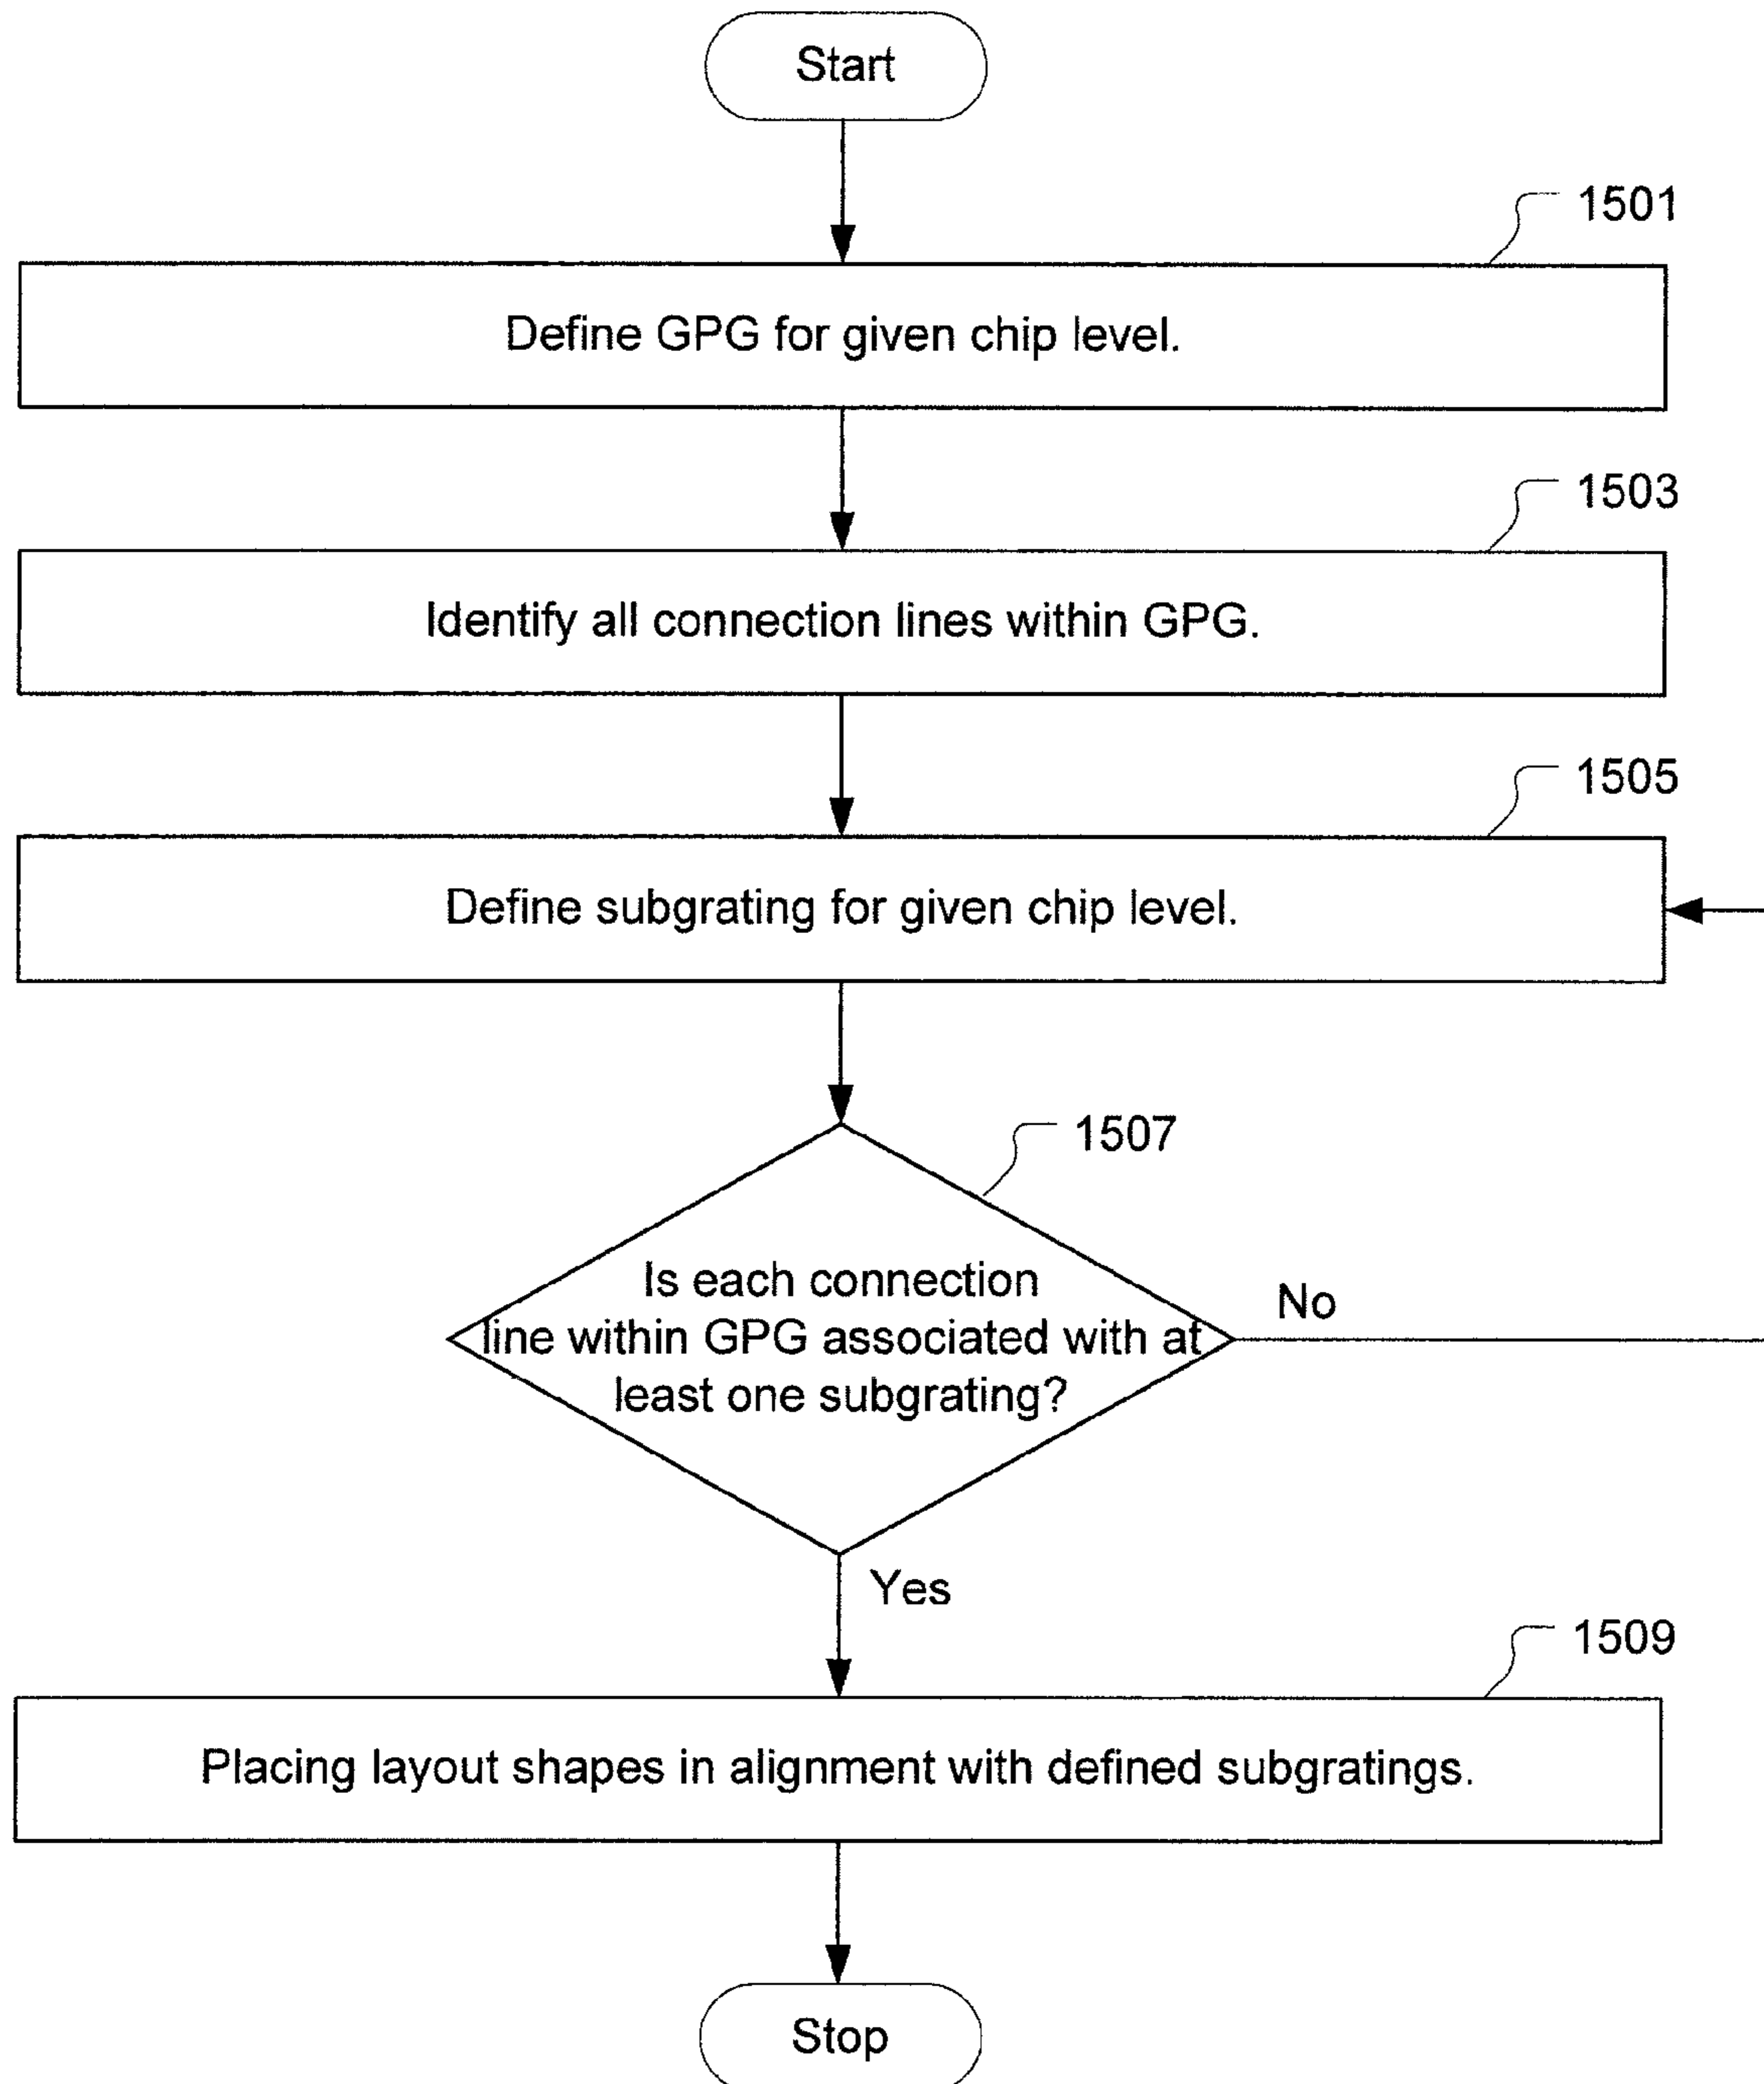 Start
1501
Define GPG for given chip level.
1503
Identify all connection lines within GPG.
1505
Define subgrating for given chip level.
1507
Is each connection
line within GPG associated with at
least one subgrating?
No
Yes
1509
Placing layout shapes in alignment with defined subgratings.
Stop